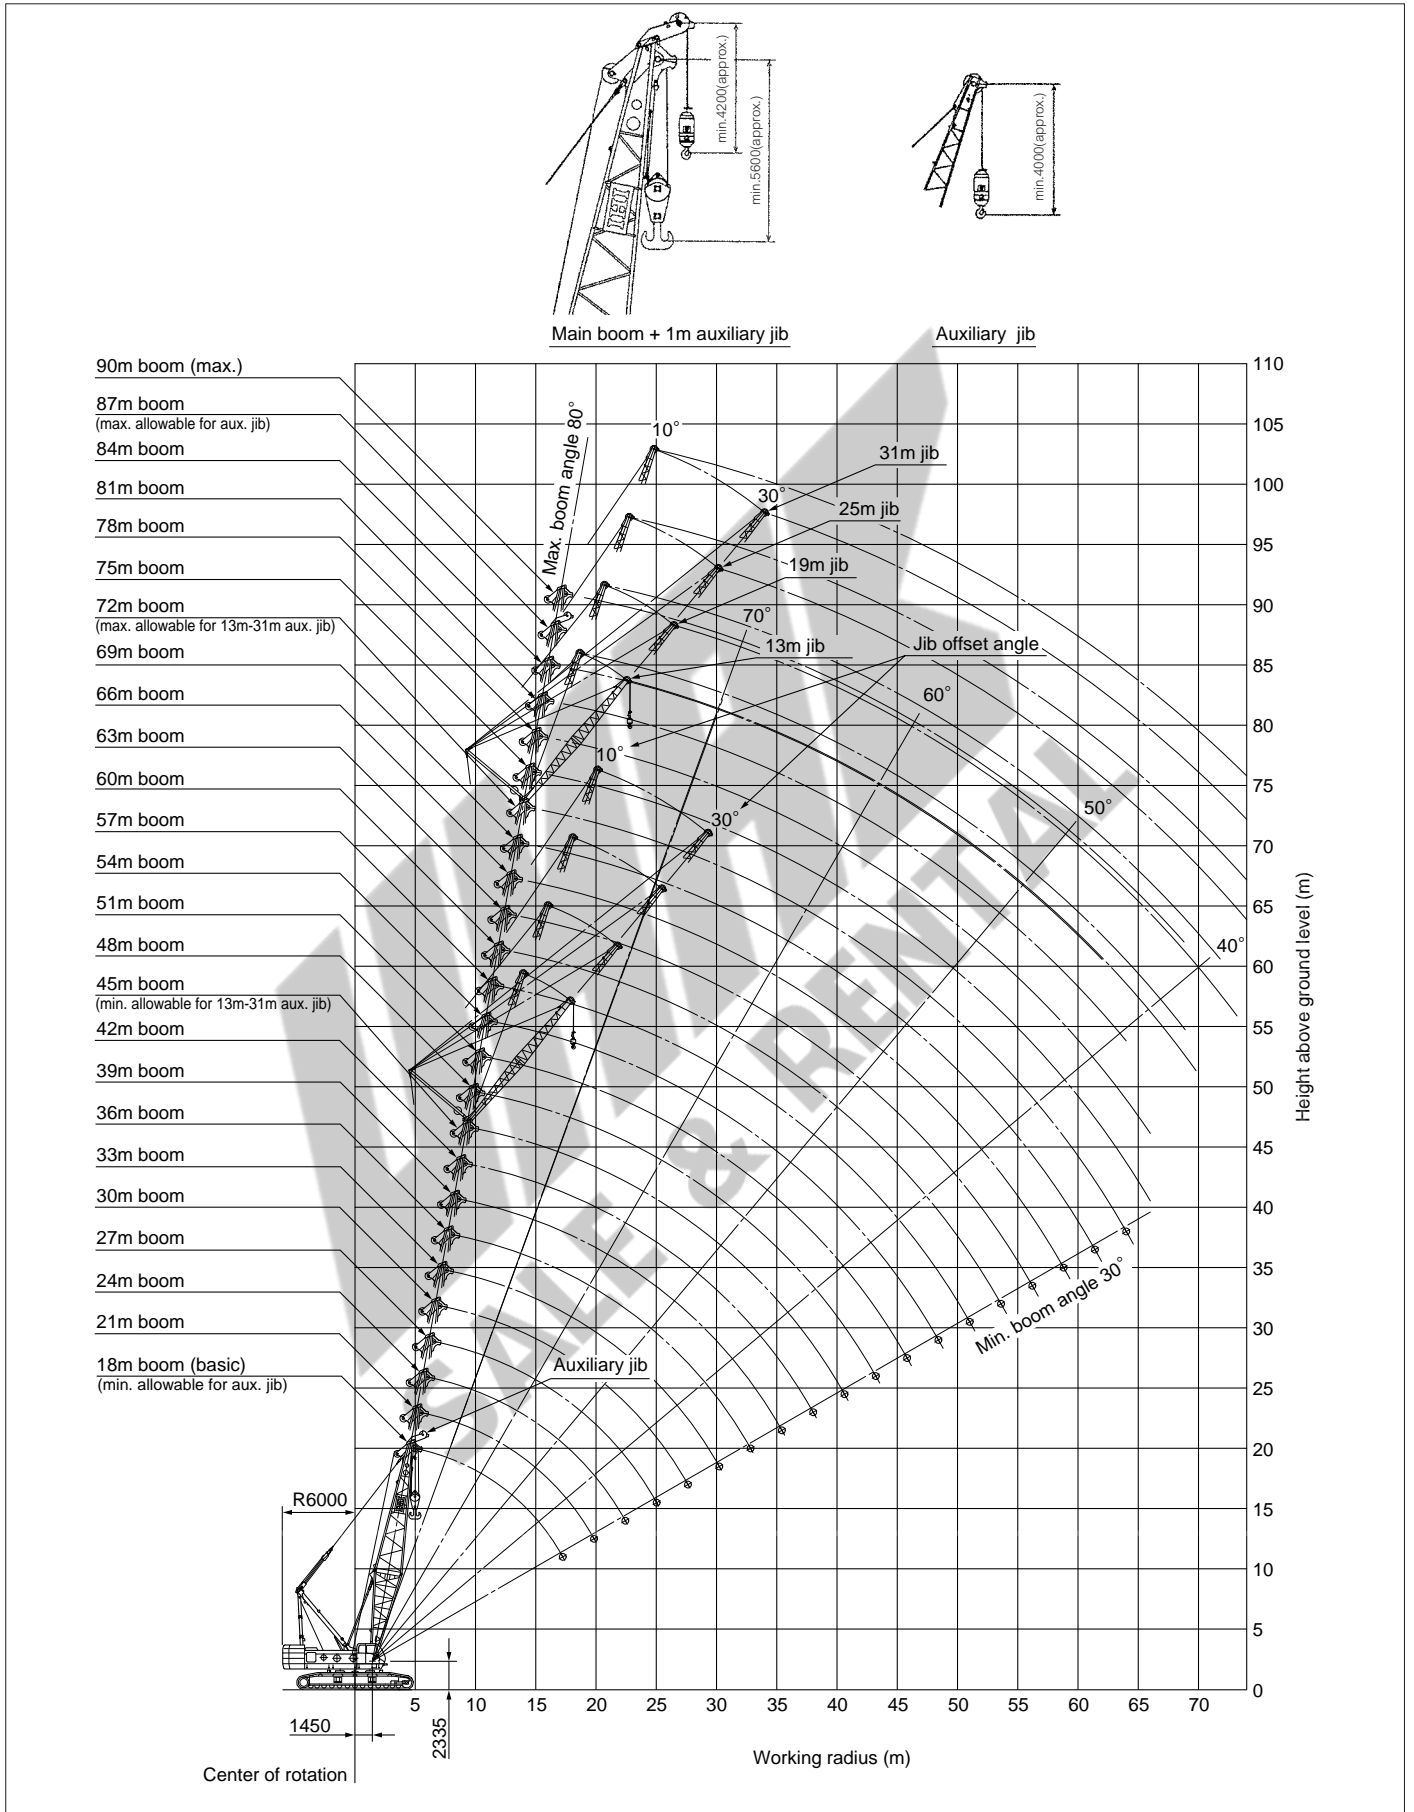 min.4200(approx.)
min.5600(approx.)
min.4000(approx.)
IHI
Main boom + 1m auxiliary jib
Auxiliary jib
90m boom (max.)
87m boom
(max. allowable for aux. jib)
84m boom
81m boom
78m boom
75m boom
72m boom
(max. allowable for 13m-31m aux. jib)
69m boom
66m boom
63m boom
60m boom
57m boom
54m boom
51m boom
48m boom
45m boom
(min. allowable for 13m-31m aux. jib)
42m boom
39m boom
36m boom
33m boom
30m boom
27m boom
24m boom
21m boom
18m boom (basic)
(min. allowable for aux. jib)
Max. boom angle 80°
10°
30°
31m jib
25m jib
19m jib
70°
13m jib
Jib offset angle
60°
10°
30°
50°
40°
Min. boom angle 30°
Auxiliary jib
SALE & RENTAL
110
105
100
95
90
85
80
75
70
65
60
55
50
45
40
35
30
25
20
15
10
5
0
Height above ground level (m)
R6000
5 10 15 20 25 30 35 40 45 50 55 60 65 70
1450
2335
Working radius (m)
Center of rotation